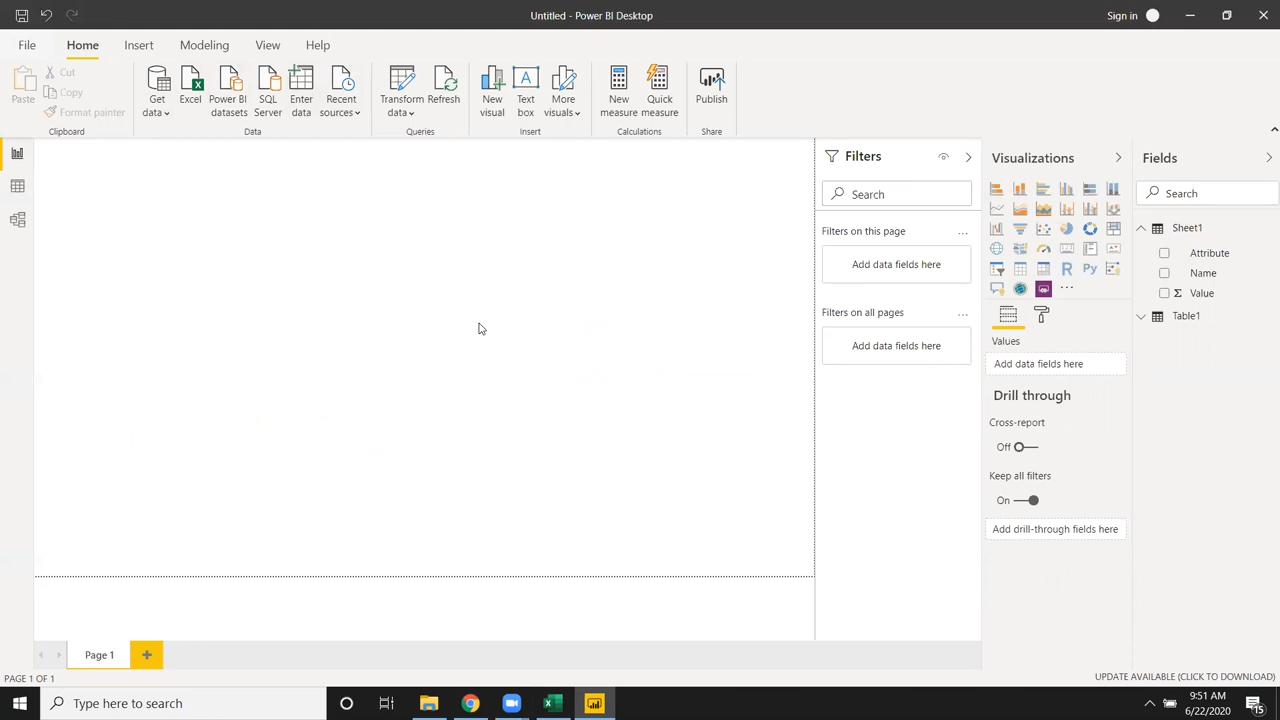 Untitled - Power BI Desktop
Sign in
File Home Insert Modeling View Help
Paste
Cut
Copy
Format painter
Clipboard
Get data
Excel
Power BI datasets
SQL Server
Enter data
Recent sources
Data
Transform data
Refresh
Queries
New visual
A
Text box
More visuals
Insert
New measure
Quick measure
Calculations
Publish
Share
Filters
Search
Filters on this page
...
Add data fields here
Filters on all pages
...
Add data fields here
Visualizations
R Py
...
Values
Add data fields here
Drill through
Cross-report
Off
Keep all filters
On
Add drill-through fields here
Fields
Search
Sheet1
Attribute
Name
Σ Value
Table1
Page 1
PAGE 1 OF 1
UPDATE AVAILABLE (CLICK TO DOWNLOAD)
Type here to search
9:51 AM
6/22/2020
15